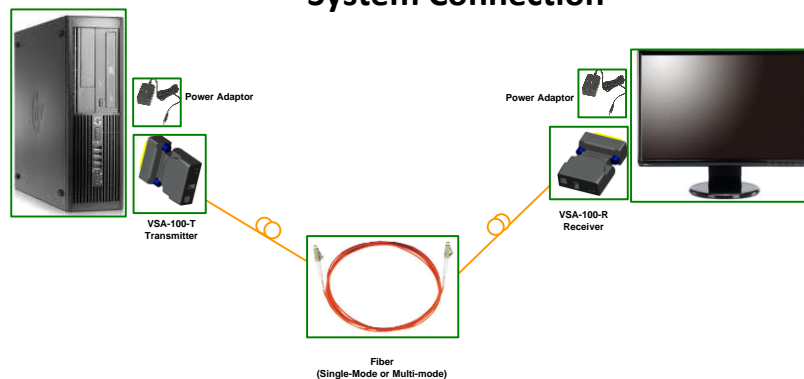 System Connection
Power Adaptor
Power Adaptor
VSA-100-T
Transmitter
VSA-100-R
Receiver
Fiber
(Single-Mode or Multi-mode)